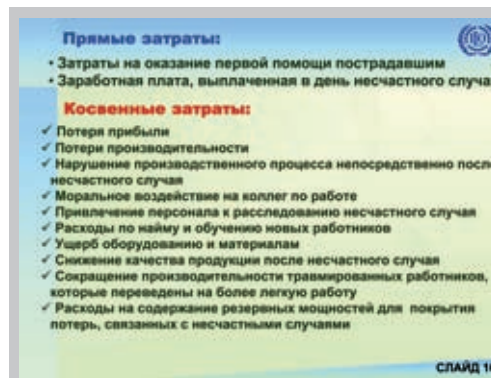 Прямые затраты:
• Затраты на оказание первой помощи пострадавшим
• Заработная плата, выплаченная в день несчастного случа
Косвенные затраты:
✓ Потеря прибыли
✓ Потери производительности
✓ Нарушение производственного процесса непосредственно после
несчастного случая
✓ Моральное воздействие на коллег по работе
✓ Привлечение персонала к расследованию несчастного случая
✓ Расходы по найму и обучению новых работников
✓ Ущерб оборудованию и материалам
✓ Снижение качества продукции после несчастного случая
✓ Сокращение производительности травмированных работников,
которые переведены на более легкую работу
✓ Расходы на содержание резервных мощностей для покрытия
потерь, связанных с несчастными случаями
СЛАЙД